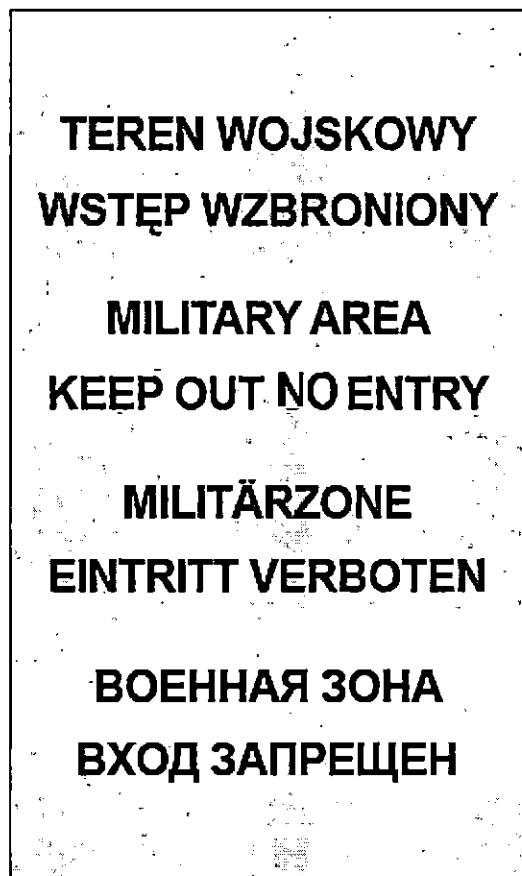 TEREN WOJSKOWY
WSTĘP WZBRONIONY
MILITARY AREA
KEEP OUT NO ENTRY
MILITÄRZONE
EINTRITT VERBOTEN
ВОЕННАЯ ЗОНА
ВХОД ЗАПРЕЩЕН